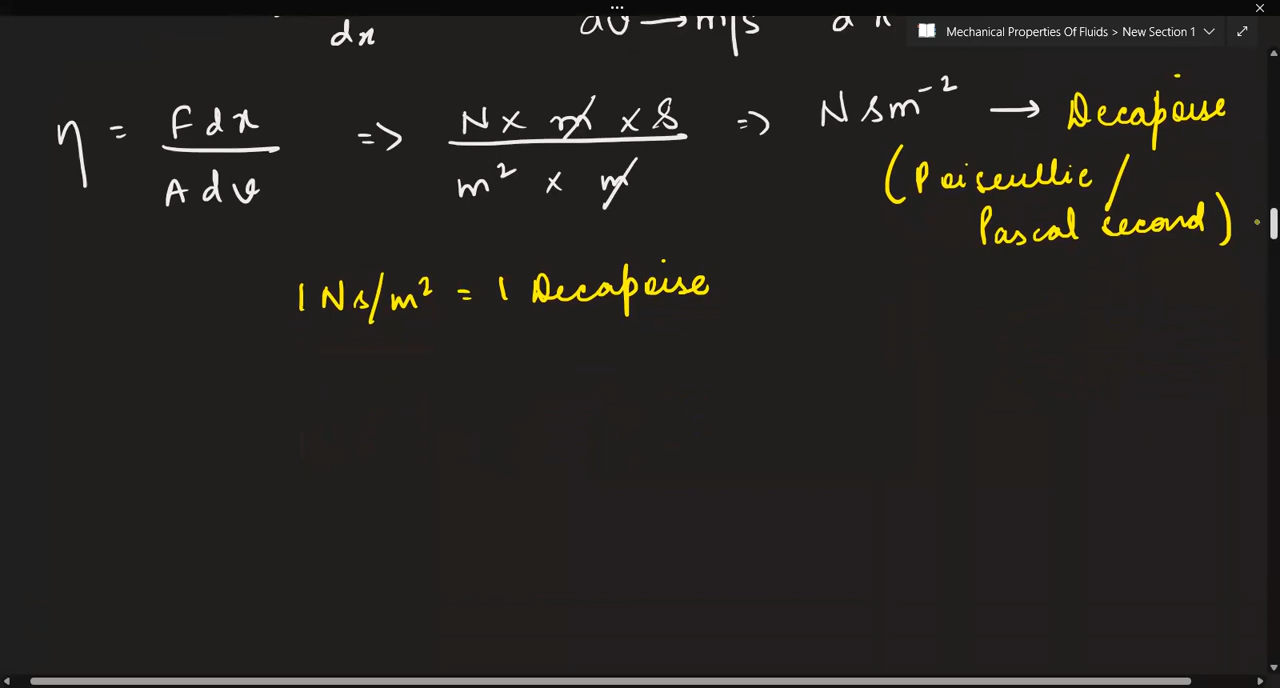 Mechanical Properties Of Fluids > New Section 1
dx
dv → m/s
η = F dx / A dv => N x m x s / m² x m => N s m⁻² → Decapoise
(Poiseullie /
Pascal second)
1 Ns/m² = 1 Decapoise